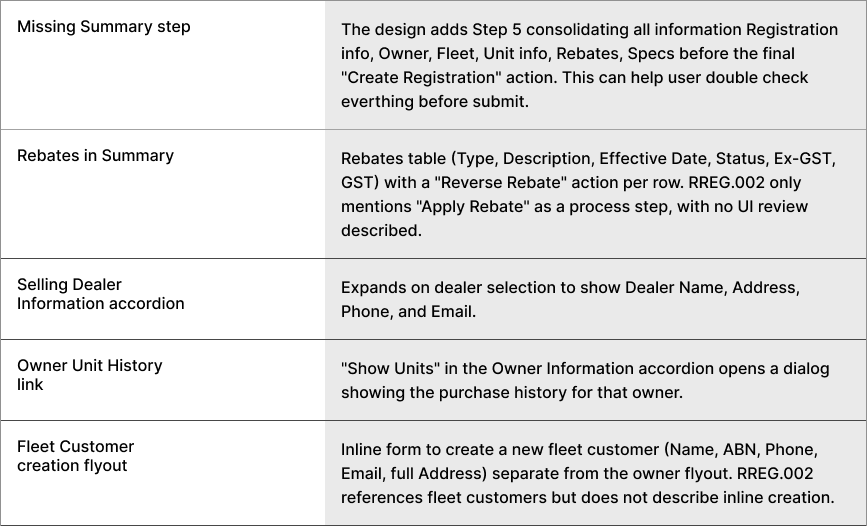 Missing Summary step
The design adds Step 5 consolidating all information Registration
info, Owner, Fleet, Unit info, Rebates, Specs before the final
"Create Registration" action. This can help user double check
everthing before submit.
Rebates in Summary
Rebates table (Type, Description, Effective Date, Status, Ex-GST,
GST) with a "Reverse Rebate" action per row. RREG.002 only
mentions "Apply Rebate" as a process step, with no UI review
described.
Selling Dealer
Information accordion
Expands on dealer selection to show Dealer Name, Address,
Phone, and Email.
Owner Unit History
link
"Show Units" in the Owner Information accordion opens a dialog
showing the purchase history for that owner.
Fleet Customer
creation flyout
Inline form to create a new fleet customer (Name, ABN, Phone,
Email, full Address) separate from the owner flyout. RREG.002
references fleet customers but does not describe inline creation.